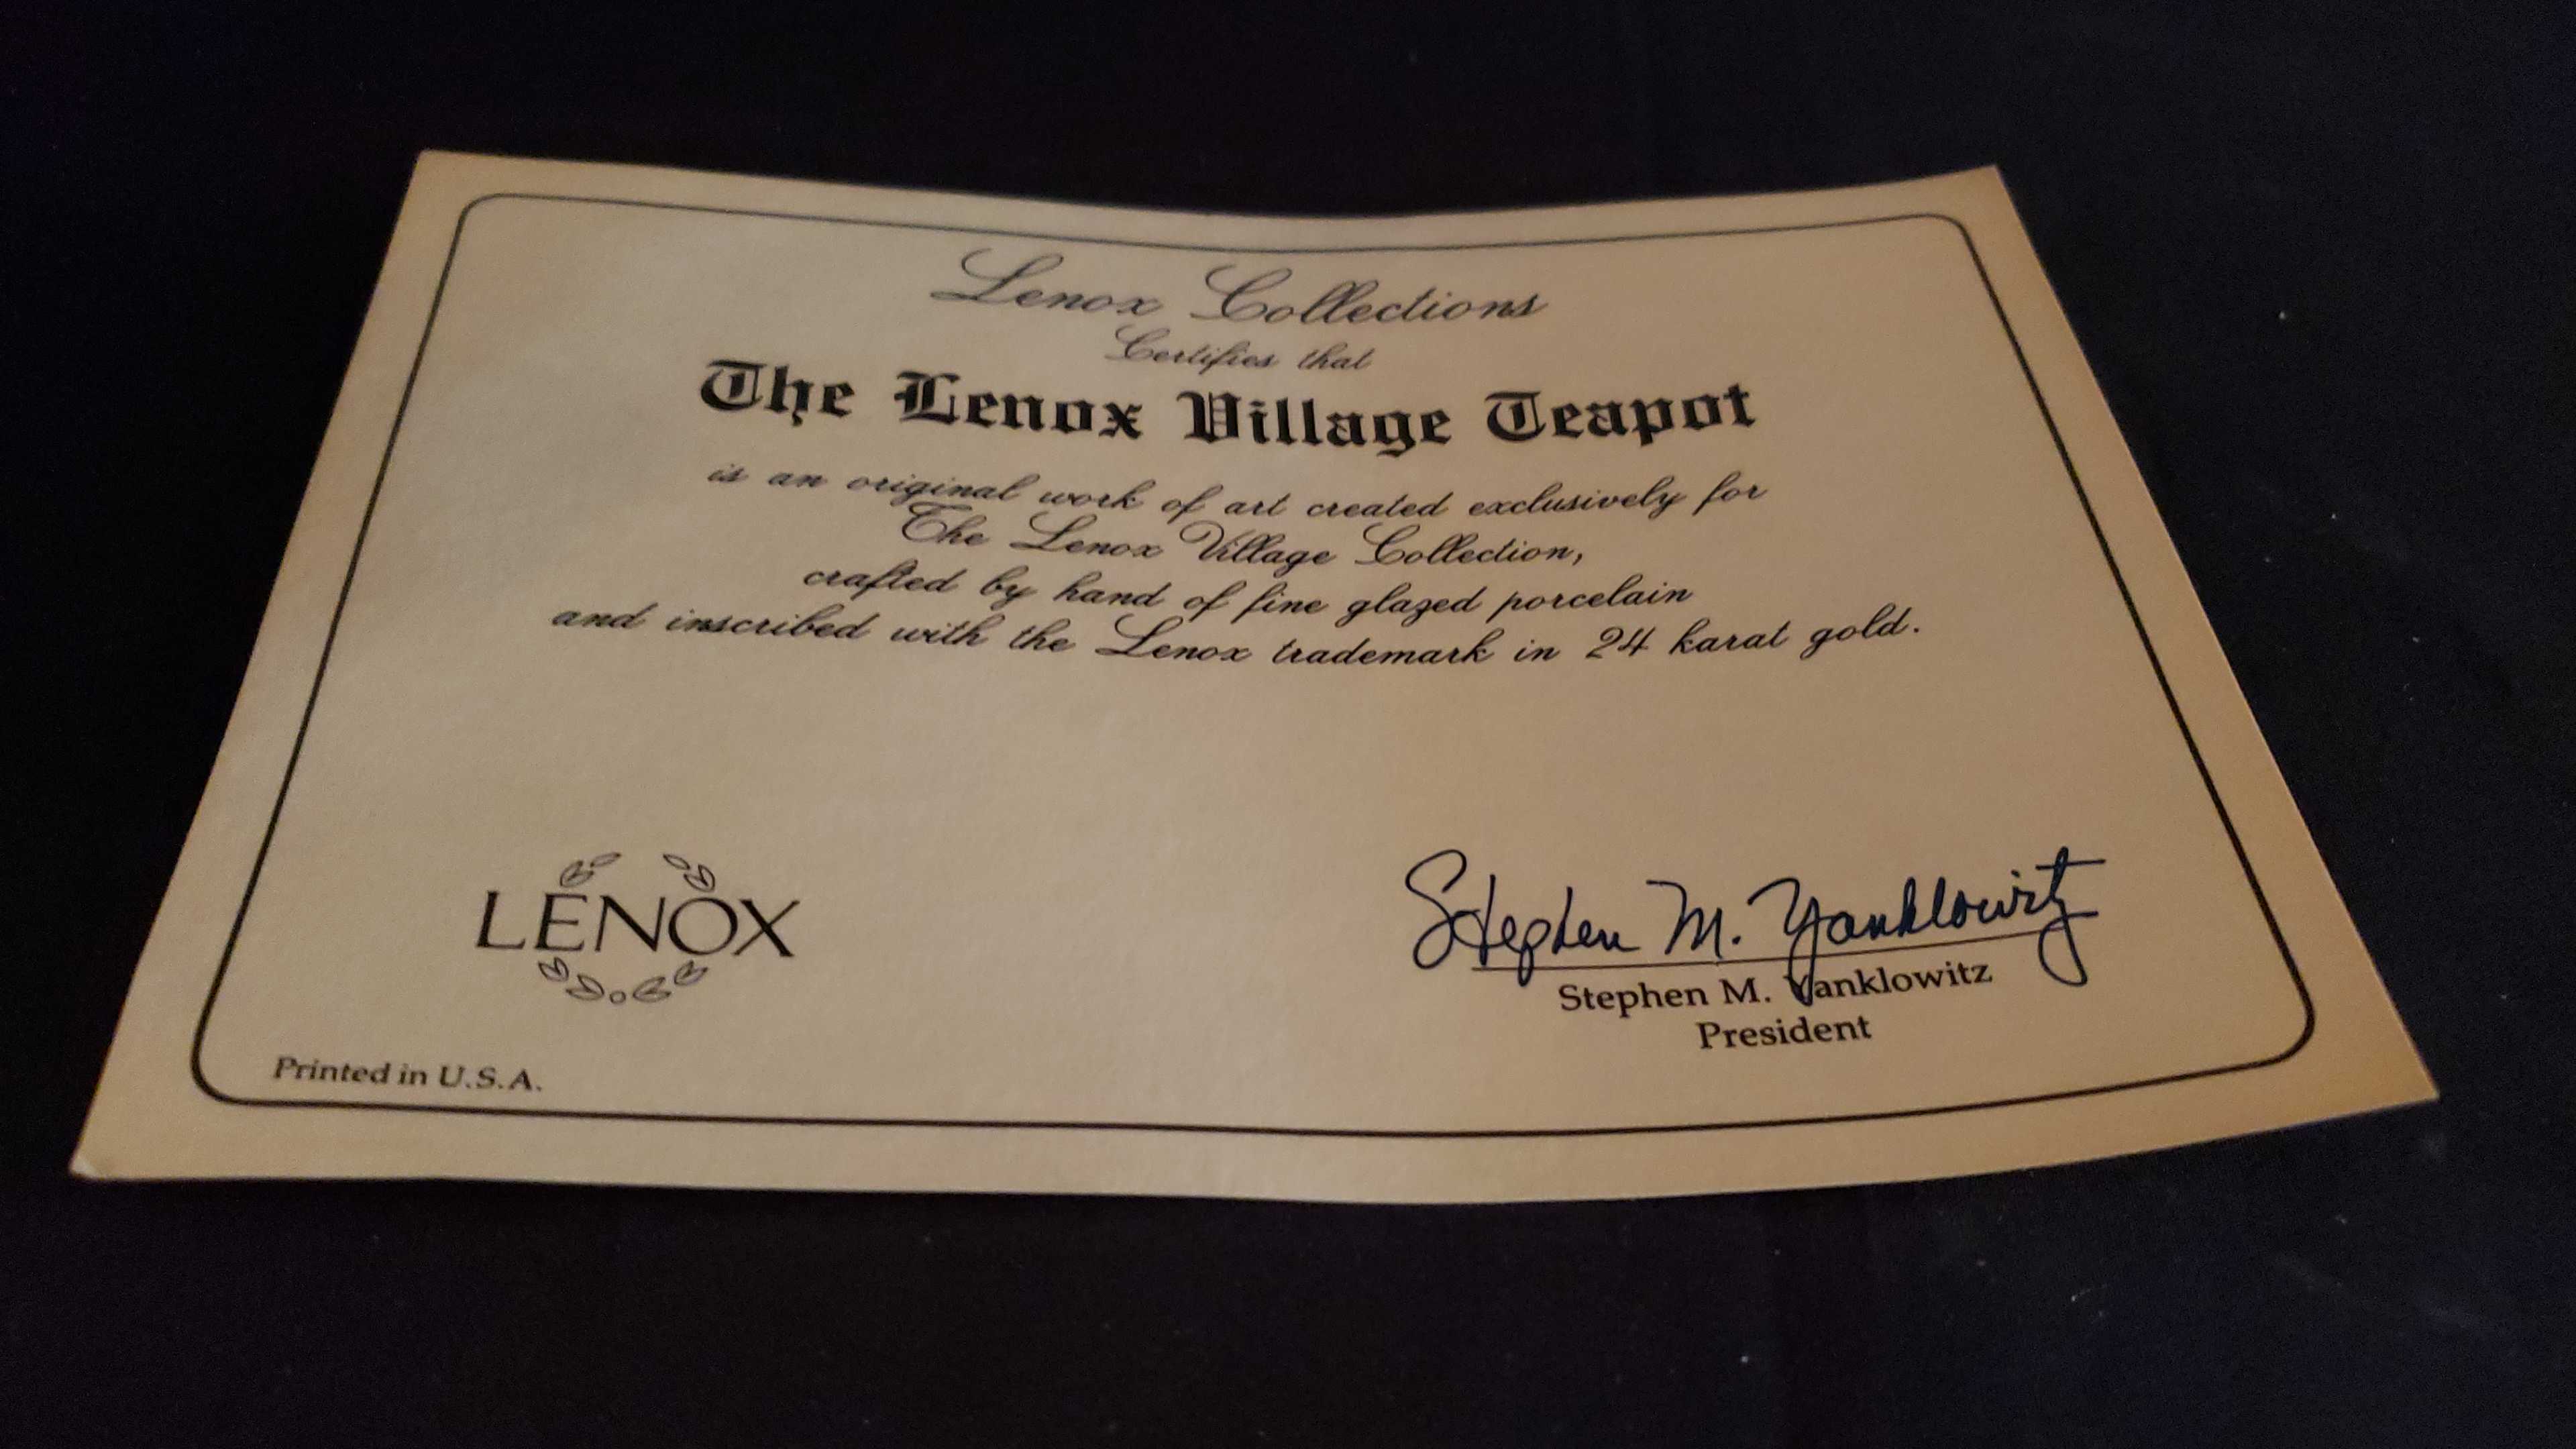 Lenox Collections
Certifies that
The Lenox Village Teapot
is an original work of art created exclusively for
The Lenox Village Collection,
crafted by hand of fine glazed porcelain
and inscribed with the Lenox trademark in 24 karat gold.
LENOX
Stephen M. Yanklowitz
Stephen M. Yanklowitz
President
Printed in U.S.A.